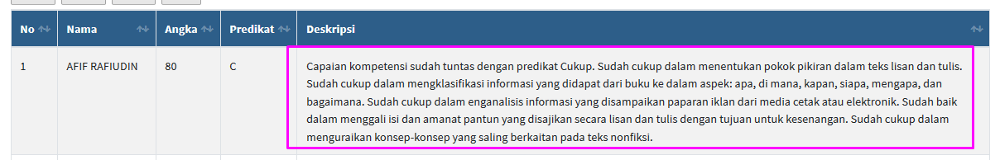 No Nama Angka Predikat Deskripsi
1 AFIF RAFIUDIN 80 C Capaian kompetensi sudah tuntas dengan predikat Cukup. Sudah cukup dalam menentukan pokok pikiran dalam teks lisan dan tulis.
Sudah cukup dalam mengklasifikasi informasi yang didapat dari buku ke dalam aspek: apa, di mana, kapan, siapa, mengapa, dan
bagaimana. Sudah cukup dalam enganalisis informasi yang disampaikan paparan iklan dari media cetak atau elektronik. Sudah baik
dalam menggali isi dan amanat pantun yang disajikan secara lisan dan tulis dengan tujuan untuk kesenangan. Sudah cukup dalam
menguraikan konsep-konsep yang saling berkaitan pada teks nonfiksi.